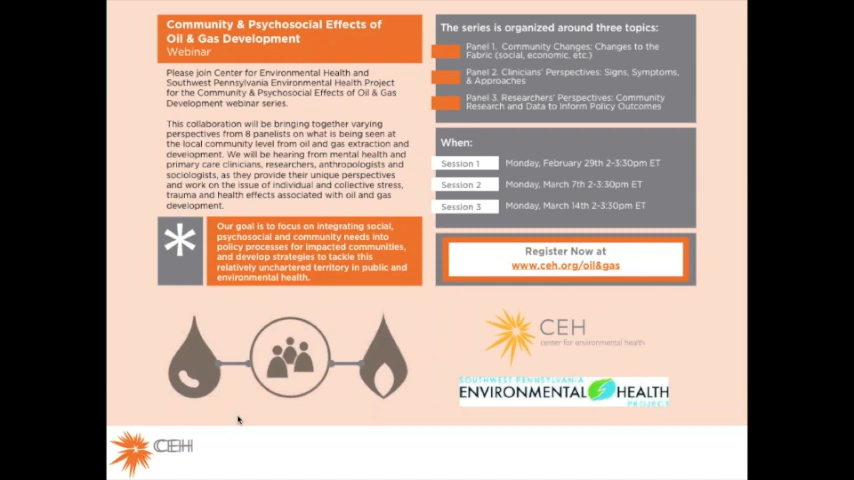 Community & Psychosocial Effects of
Oil & Gas Development
Webinar
Please join Center for Environmental Health and
Southwest Pennsylvania Environmental Health Project
for the Community & Psychosocial Effects of Oil & Gas
Development webinar series.
This collaboration will be bringing together varying
perspectives from 8 panelists on what is being seen at
the local community level from oil and gas extraction and
development. We will be hearing from mental health and
primary care clinicians, researchers, anthropologists and
sociologists, as they provide their unique perspectives
and work on the issue of individual and collective stress,
trauma and health effects associated with oil and gas
development.
*
Our goal is to focus on integrating social,
psychosocial and community needs into
policy processes for impacted communities,
and develop strategies to tackle this
relatively unchartered territory in public and
environmental health.
The series is organized around three topics:
Panel 1. Community Changes: Changes to the
Fabric (social, economic, etc.)
Panel 2. Clinicians' Perspectives: Signs, Symptoms,
& Approaches
Panel 3. Researchers' Perspectives: Community
Research and Data to Inform Policy Outcomes
When:
Session 1 Monday, February 29th 2-3:30pm ET
Session 2 Monday, March 7th 2-3:30pm ET
Session 3 Monday, March 14th 2-3:30pm ET
Register Now at
www.ceh.org/oil&gas
CEH
center for environmental health
SOUTHWEST PENNSYLVANIA
ENVIRONMENTAL HEALTH
PROJECT
CEH